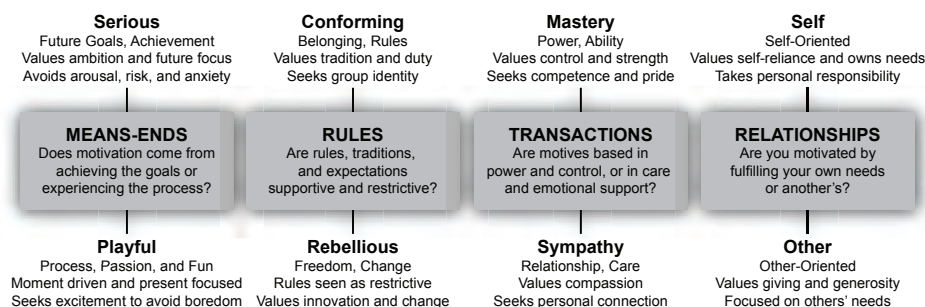 Serious
Future Goals, Achievement
Values ambition and future focus
Avoids arousal, risk, and anxiety
Conforming
Belonging, Rules
Values tradition and duty
Seeks group identity
Mastery
Power, Ability
Values control and strength
Seeks competence and pride
Self
Self-Oriented
Values self-reliance and owns needs
Takes personal responsibility
MEANS-ENDS
Does motivation come from
achieving the goals or
experiencing the process?
RULES
Are rules, traditions,
and expectations
supportive and restrictive?
TRANSACTIONS
Are motives based in
power and control, or in care
and emotional support?
RELATIONSHIPS
Are you motivated by
fulfilling your own needs
or another's?
Playful
Process, Passion, and Fun
Moment driven and present focused
Seeks excitement to avoid boredom
Rebellious
Freedom, Change
Rules seen as restrictive
Values innovation and change
Sympathy
Relationship, Care
Values compassion
Seeks personal connection
Other
Other-Oriented
Values giving and generosity
Focused on others' needs